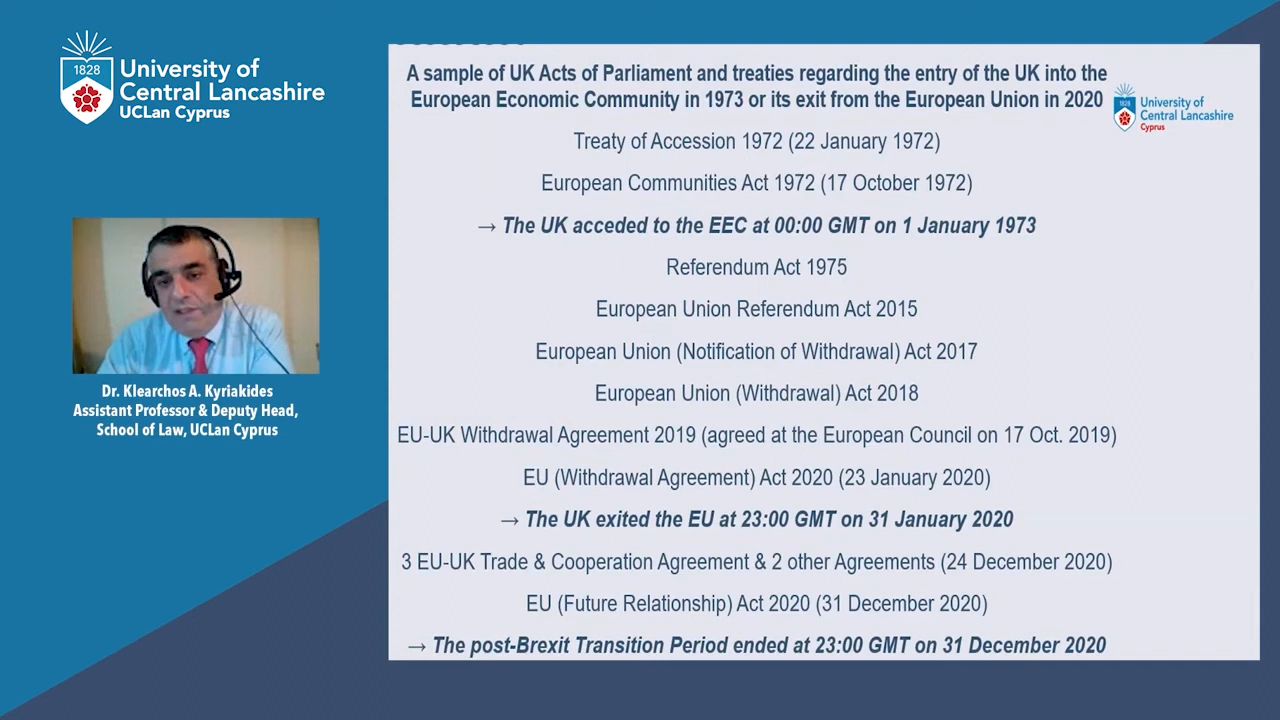 1828
University of
Central Lancashire
UCLan Cyprus
A sample of UK Acts of Parliament and treaties regarding the entry of the UK into the
European Economic Community in 1973 or its exit from the European Union in 2020
1828
University of
Central Lancashire
Cyprus
Treaty of Accession 1972 (22 January 1972)
European Communities Act 1972 (17 October 1972)
→ The UK acceded to the EEC at 00:00 GMT on 1 January 1973
Referendum Act 1975
European Union Referendum Act 2015
European Union (Notification of Withdrawal) Act 2017
European Union (Withdrawal) Act 2018
EU-UK Withdrawal Agreement 2019 (agreed at the European Council on 17 Oct. 2019)
EU (Withdrawal Agreement) Act 2020 (23 January 2020)
→ The UK exited the EU at 23:00 GMT on 31 January 2020
3 EU-UK Trade & Cooperation Agreement & 2 other Agreements (24 December 2020)
EU (Future Relationship) Act 2020 (31 December 2020)
→ The post-Brexit Transition Period ended at 23:00 GMT on 31 December 2020
Dr. Klearchos A. Kyriakides
Assistant Professor & Deputy Head,
School of Law, UCLan Cyprus